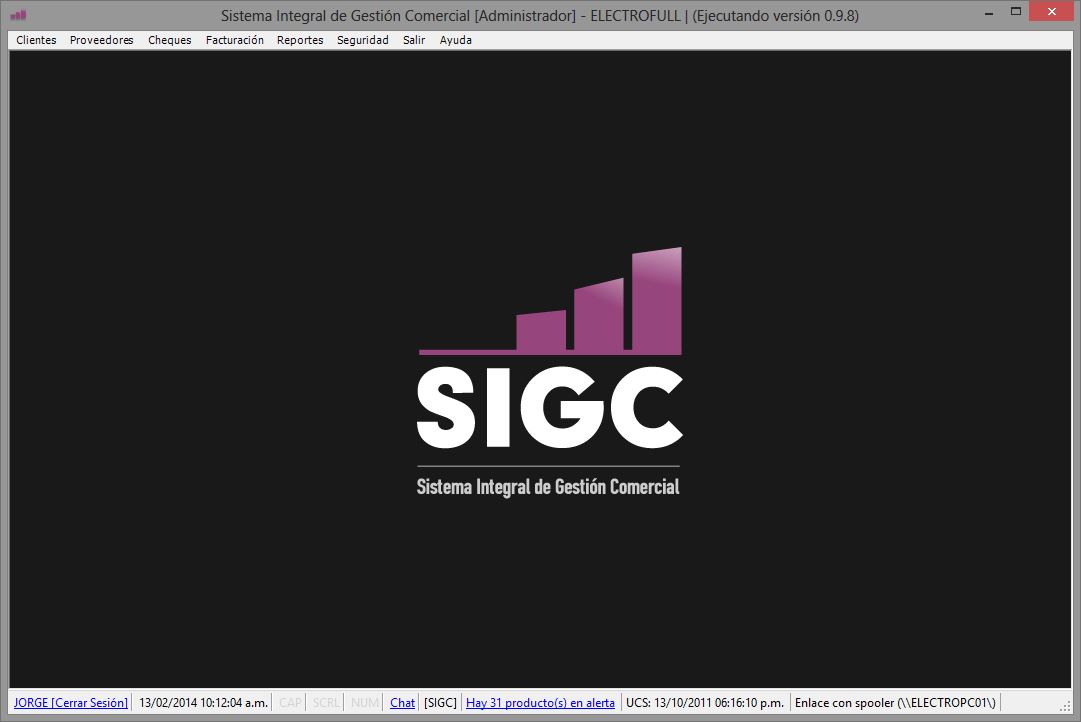 Sistema Integral de Gestión Comercial [Administrador] - ELECTROFULL | (Ejecutando versión 0.9.8)
Clientes Proveedores Cheques Facturación Reportes Seguridad Salir Ayuda
SIGC
Sistema Integral de Gestión Comercial
JORGE [Cerrar Sesión] 13/02/2014 10:12:04 a.m. CAP SCRL NUM Chat [SIGC] Hay 31 producto(s) en alerta UCS: 13/10/2011 06:16:10 p.m. Enlace con spooler (\\ELECTROPC01\)